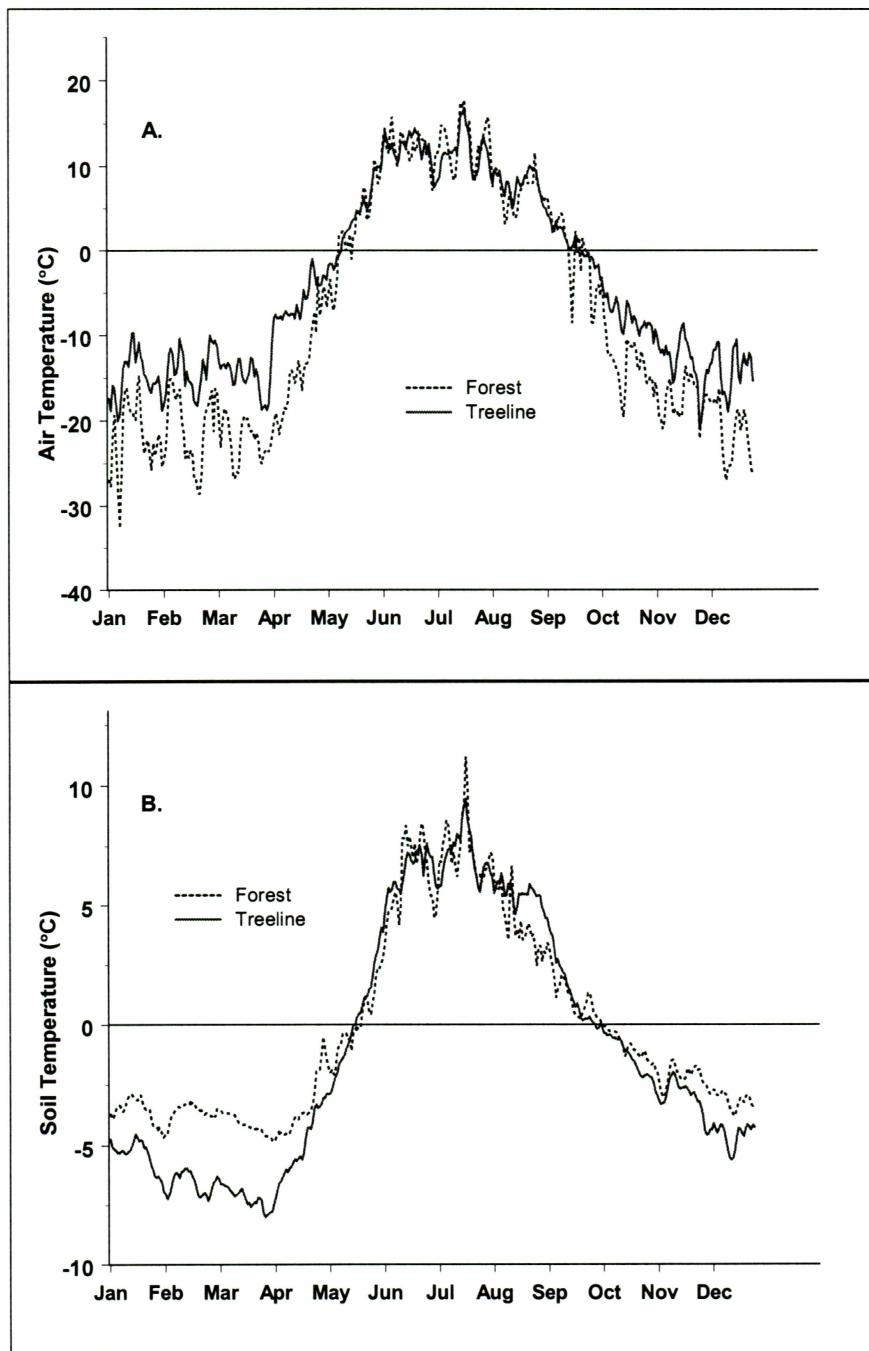 A.
20
10
0
-10
-20
-30
-40
Air Temperature (°C)
Forest
Treeline
Jan Feb Mar Apr May Jun Jul Aug Sep Oct Nov Dec
B.
10
5
0
-5
-10
Soil Temperature (°C)
Forest
Treeline
Jan Feb Mar Apr May Jun Jul Aug Sep Oct Nov Dec